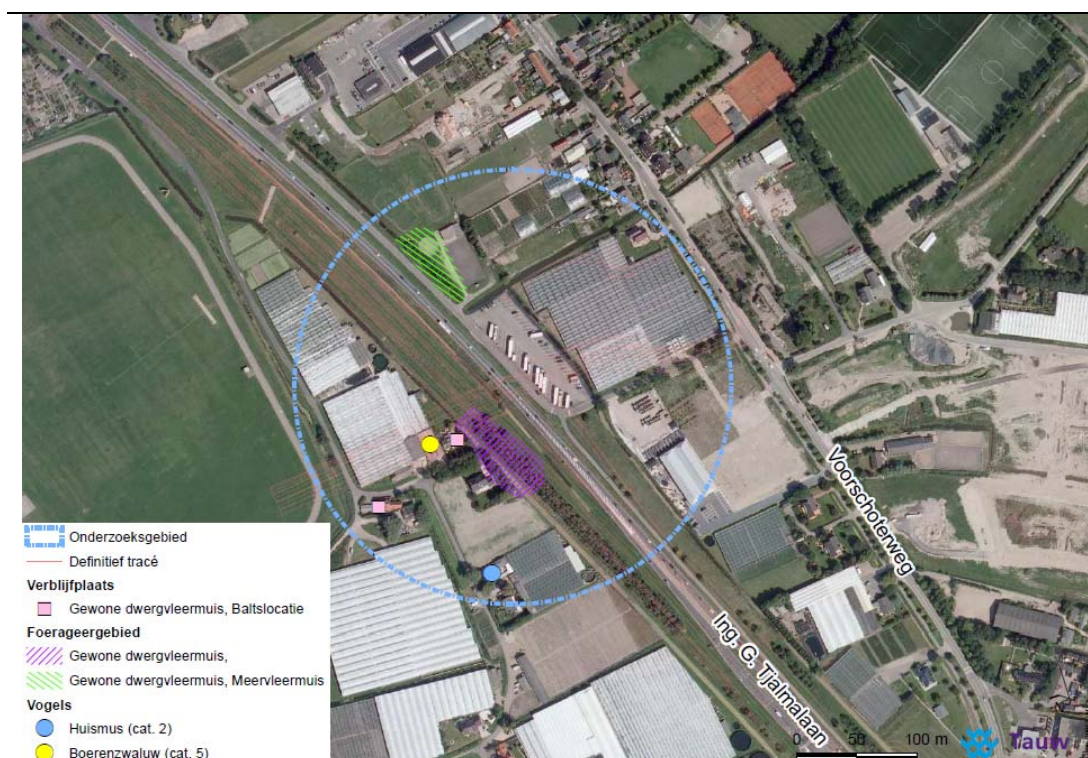 Voorschoterweg
Ing. G. Tjalmalaan
Onderzoeksgebied
Definitief tracé
Verblijfplaats
Gewone dwergvleermuis, Baltslocatie
Foerageergebied
Gewone dwergvleermuis,
Gewone dwergvleermuis, Meervleermuis
Vogels
Huismus (cat. 2)
Boerenzwaluw (cat. 5)
0 50 100 m
Tauw